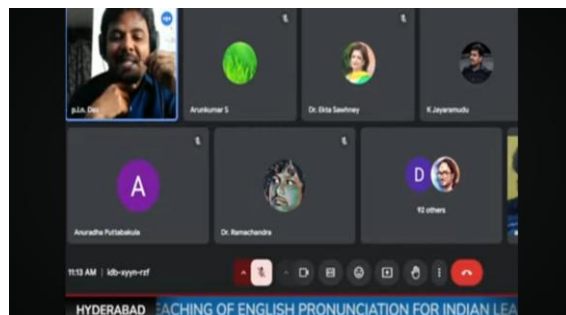 p.l.n. Das
Arunkumar S
Dr. Ekta Sawhney
K Jayaramudu
A
D
92 others
Anuradha Puttabakula
Dr. Ramachandra
11:13 AM | idb-xyyn-rzf
HYDERABAD EACHING OF ENGLISH PRONUNCIATION FOR INDIAN LEA